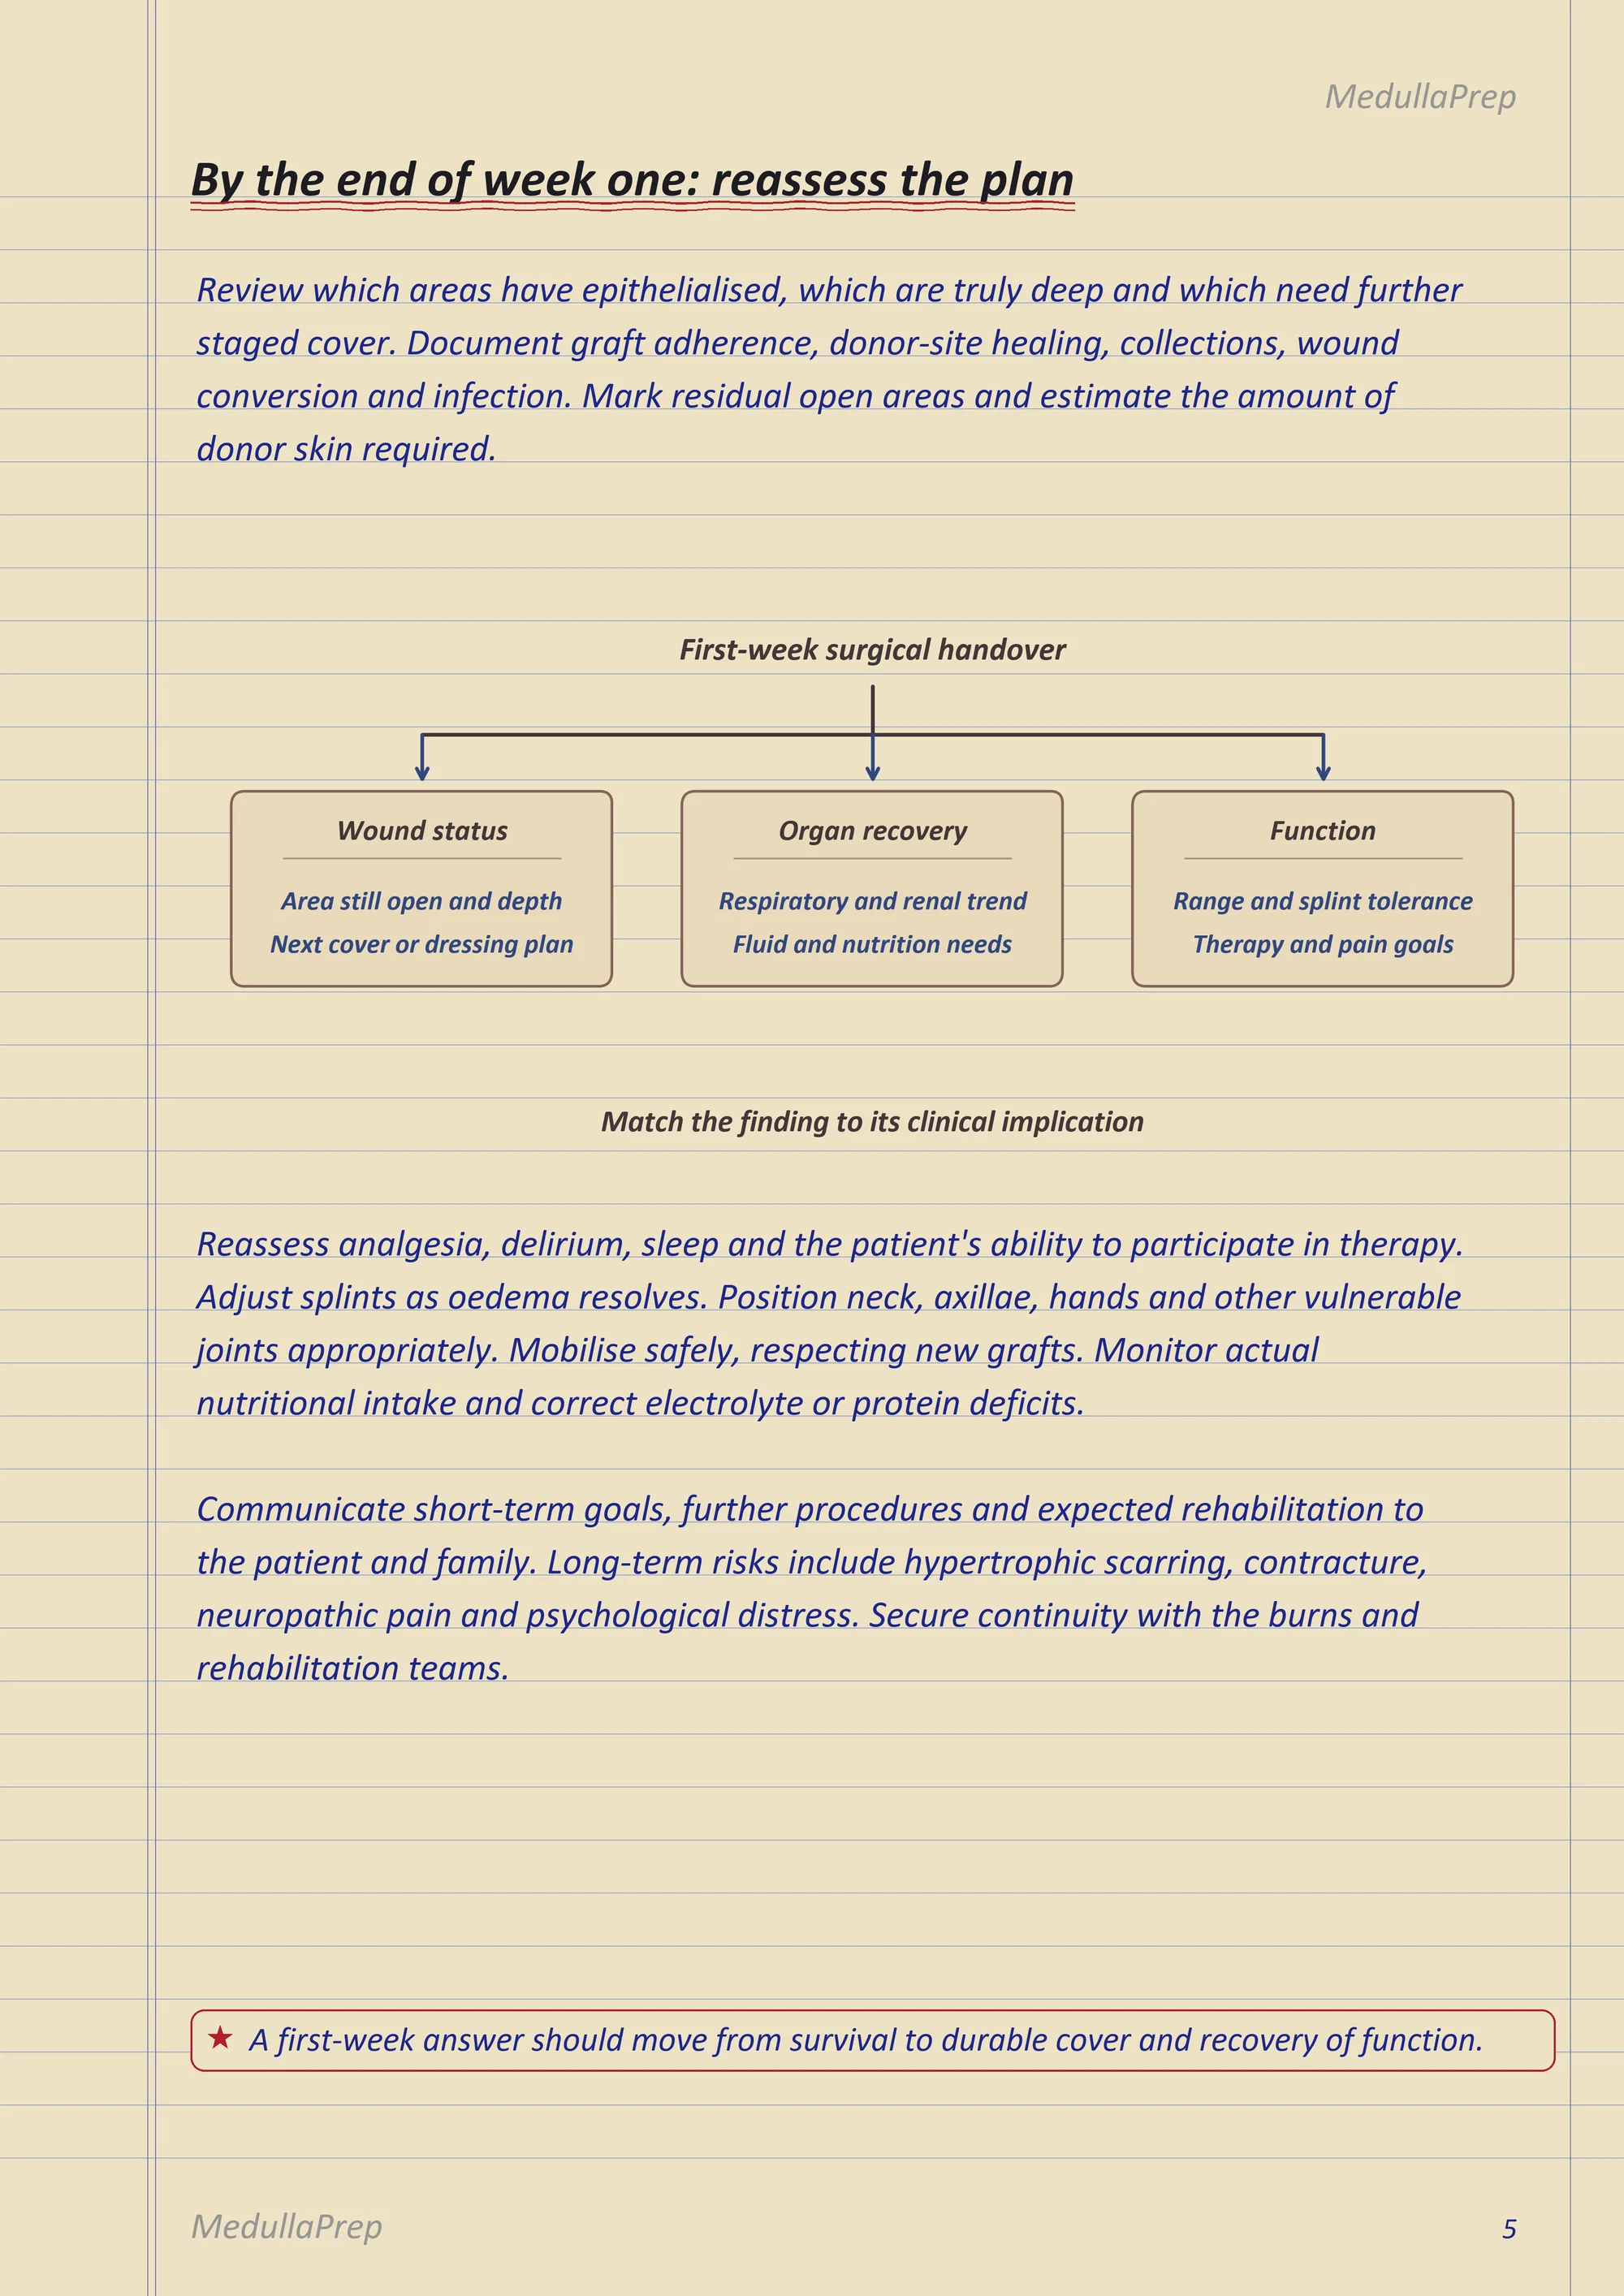 MedullaPrep
By the end of week one: reassess the plan
Review which areas have epithelialised, which are truly deep and which need further
staged cover. Document graft adherence, donor-site healing, collections, wound
conversion and infection. Mark residual open areas and estimate the amount of
donor skin required.
First-week surgical handover
Wound status
Area still open and depth
Next cover or dressing plan
Organ recovery
Respiratory and renal trend
Fluid and nutrition needs
Function
Range and splint tolerance
Therapy and pain goals
Match the finding to its clinical implication
Reassess analgesia, delirium, sleep and the patient's ability to participate in therapy.
Adjust splints as oedema resolves. Position neck, axillae, hands and other vulnerable
joints appropriately. Mobilise safely, respecting new grafts. Monitor actual
nutritional intake and correct electrolyte or protein deficits.
Communicate short-term goals, further procedures and expected rehabilitation to
the patient and family. Long-term risks include hypertrophic scarring, contracture,
neuropathic pain and psychological distress. Secure continuity with the burns and
rehabilitation teams.
★ A first-week answer should move from survival to durable cover and recovery of function.
MedullaPrep
5